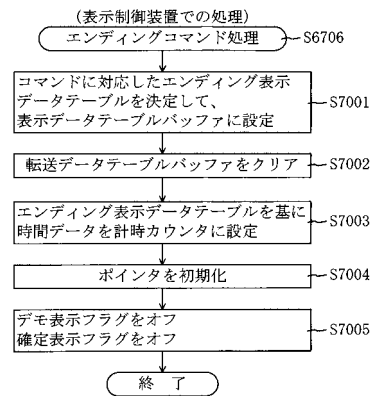 (表示制御装置での処理)
エンディングコマンド処理
S6706
コマンドに対応したエンディング表示
データテーブルを決定して、
表示データテーブルバッファに設定
S7001
転送データテーブルバッファをクリア
S7002
エンディング表示データテーブルを基に
時間データを計時カウンタに設定
S7003
ポインタを初期化
S7004
デモ表示フラグをオフ
確定表示フラグをオフ
S7005
終 了